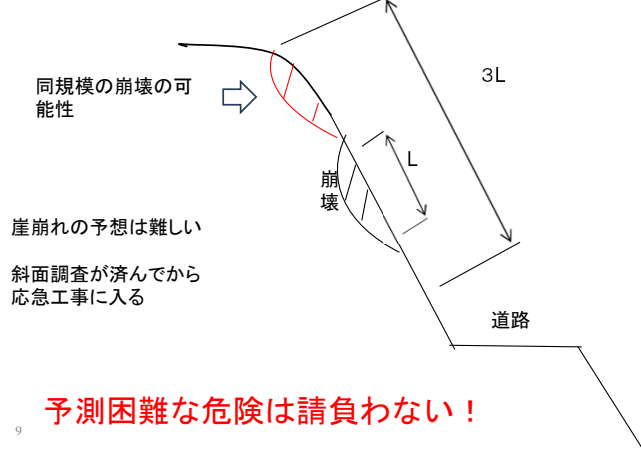 3L
同規模の崩壊の可
能性
L
崩
壊
崖崩れの予想は難しい
斜面調査が済んでから
応急工事に入る
道路
予測困難な危険は請負わない！
9